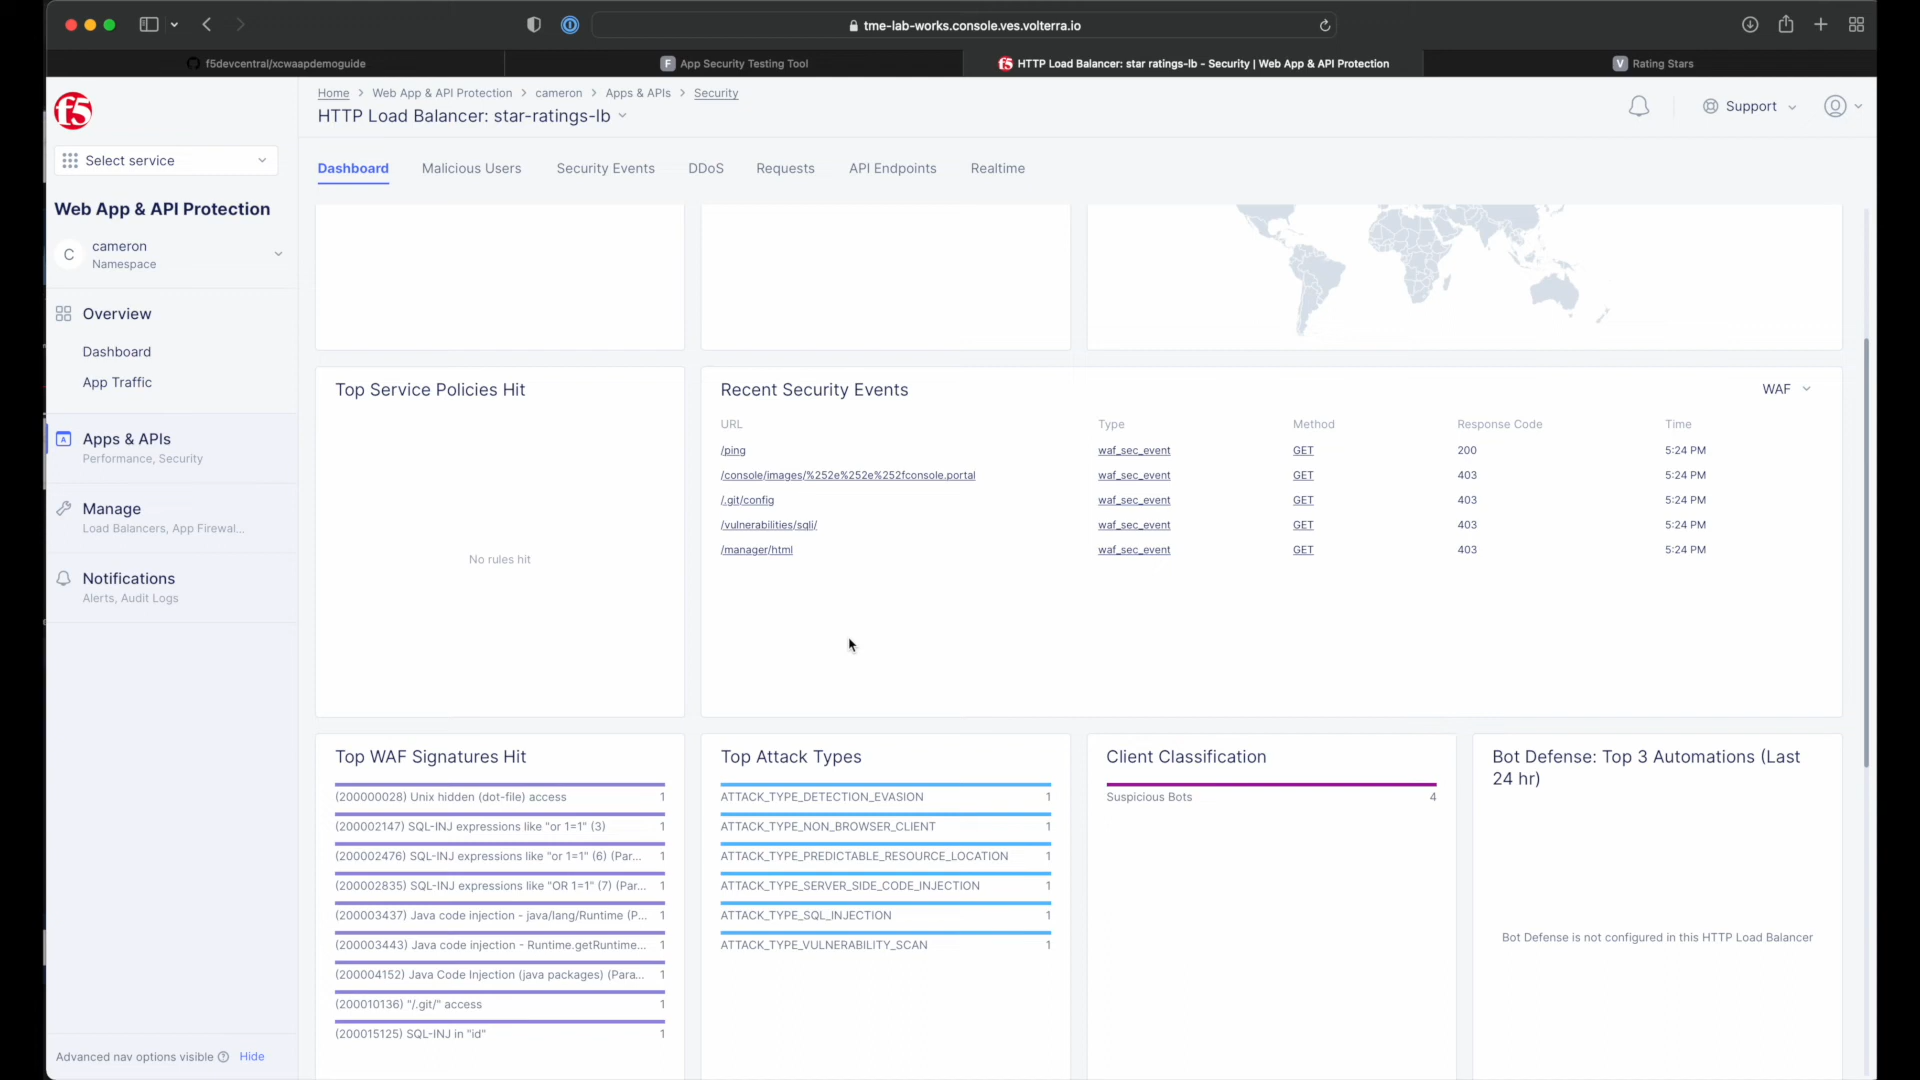 tme-lab-works.console.ves.volterra.io
f5devcentral/xcwaapdemoguide
F App Security Testing Tool
HTTP Load Balancer: star ratings-lb - Security | Web App & API Protection
V Rating Stars
f5
Home > Web App & API Protection > cameron > Apps & APIs > Security
HTTP Load Balancer: star-ratings-lb
Support
Select service
Dashboard Malicious Users Security Events DDoS Requests API Endpoints Realtime
Web App & API Protection
C
cameron
Namespace
Overview
Dashboard
App Traffic
Apps & APIs
Performance, Security
Manage
Load Balancers, App Firewal...
Notifications
Alerts, Audit Logs
Advanced nav options visible Hide
Top Service Policies Hit
No rules hit
Recent Security Events
WAF
URL Type Method Response Code Time
/ping waf_sec_event GET 200 5:24 PM
/console/images/%252e%252e%252fconsole.portal waf_sec_event GET 403 5:24 PM
/.git/config waf_sec_event GET 403 5:24 PM
/vulnerabilities/sqli/ waf_sec_event GET 403 5:24 PM
/manager/html waf_sec_event GET 403 5:24 PM
Top WAF Signatures Hit
(200000028) Unix hidden (dot-file) access 1
(200002147) SQL-INJ expressions like "or 1=1" (3) 1
(200002476) SQL-INJ expressions like "or 1=1" (6) (Par... 1
(200002835) SQL-INJ expressions like "OR 1=1" (7) (Par... 1
(200003437) Java code injection - java/lang/Runtime (P... 1
(200003443) Java code injection - Runtime.getRuntime... 1
(200004152) Java Code Injection (java packages) (Para... 1
(200010136) "/.git/" access 1
(200015125) SQL-INJ in "id" 1
Top Attack Types
ATTACK_TYPE_DETECTION_EVASION 1
ATTACK_TYPE_NON_BROWSER_CLIENT 1
ATTACK_TYPE_PREDICTABLE_RESOURCE_LOCATION 1
ATTACK_TYPE_SERVER_SIDE_CODE_INJECTION 1
ATTACK_TYPE_SQL_INJECTION 1
ATTACK_TYPE_VULNERABILITY_SCAN 1
Client Classification
Suspicious Bots 4
Bot Defense: Top 3 Automations (Last
24 hr)
Bot Defense is not configured in this HTTP Load Balancer